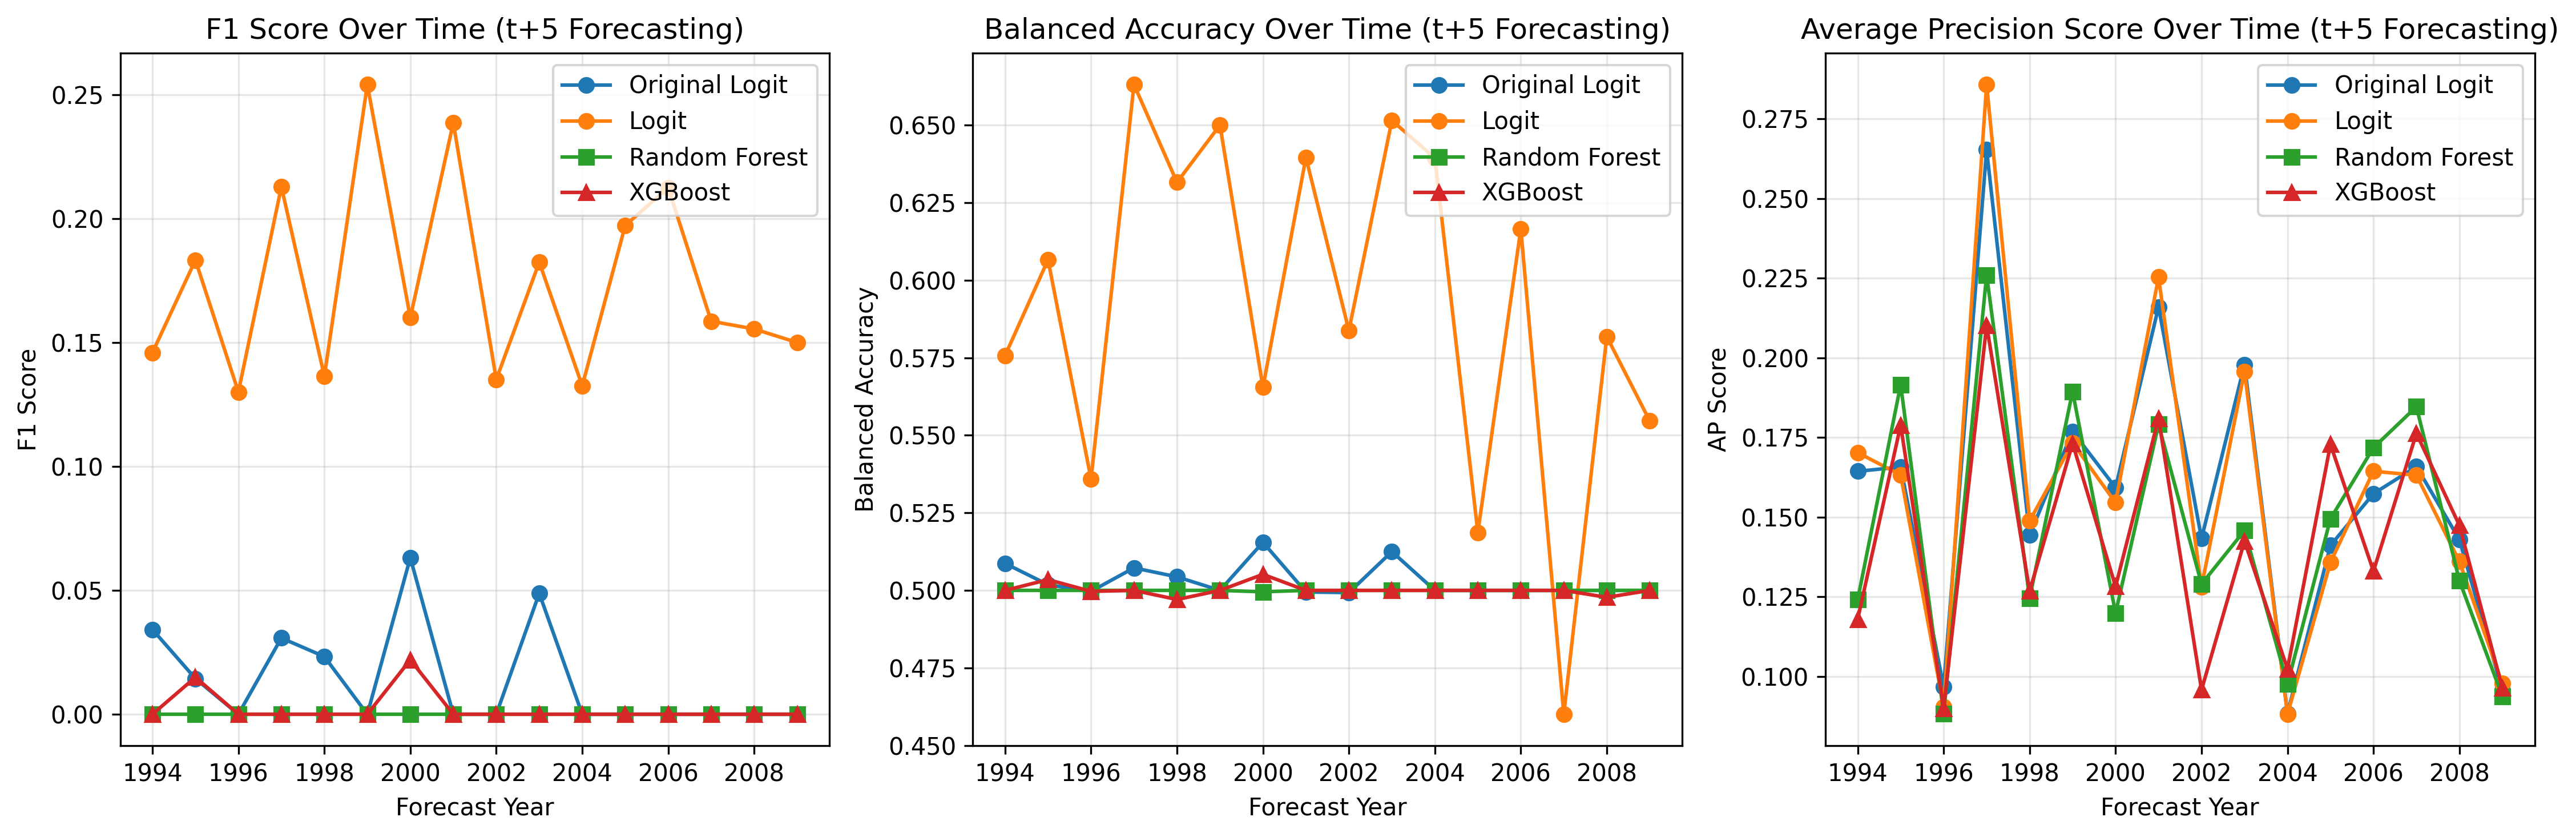 F1 Score Over Time (t+5 Forecasting)
F1 Score
0.25
0.20
0.15
0.10
0.05
0.00
1994 1996 1998 2000 2002 2004 2006 2008
Forecast Year
Original Logit
Logit
Random Forest
XGBoost
Balanced Accuracy Over Time (t+5 Forecasting)
Balanced Accuracy
0.650
0.625
0.600
0.575
0.550
0.525
0.500
0.475
0.450
1994 1996 1998 2000 2002 2004 2006 2008
Forecast Year
Original Logit
Logit
Random Forest
XGBoost
Average Precision Score Over Time (t+5 Forecasting)
AP Score
0.275
0.250
0.225
0.200
0.175
0.150
0.125
0.100
1994 1996 1998 2000 2002 2004 2006 2008
Forecast Year
Original Logit
Logit
Random Forest
XGBoost